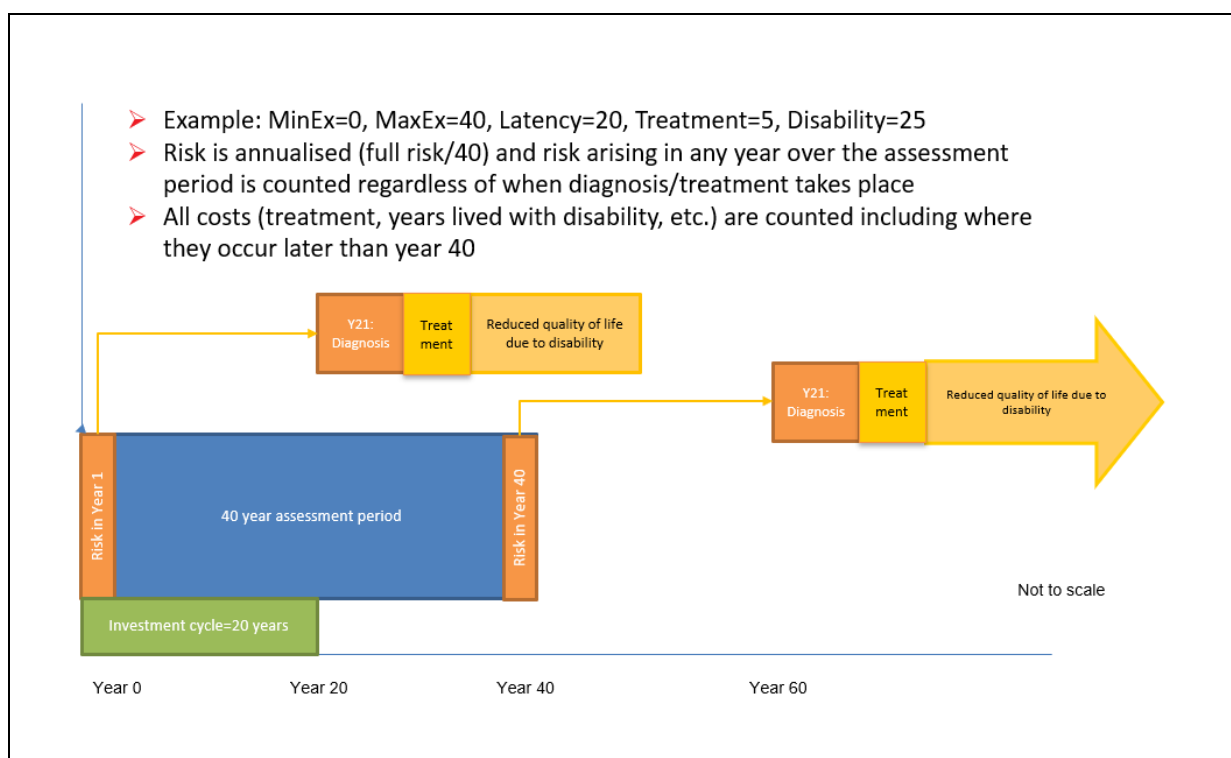 ➢ Example: MinEx=0, MaxEx=40, Latency=20, Treatment=5, Disability=25
➢ Risk is annualised (full risk/40) and risk arising in any year over the assessment
period is counted regardless of when diagnosis/treatment takes place
➢ All costs (treatment, years lived with disability, etc.) are counted including where
they occur later than year 40
Y21:
Diagnosis
Treat
ment
Reduced quality of life
due to disability
Y21:
Diagnosis
Treat
ment
Reduced quality of life due to
disability
Risk in Year 1
40 year assessment period
Risk in Year 40
Not to scale
Investment cycle=20 years
Year 0
Year 20
Year 40
Year 60